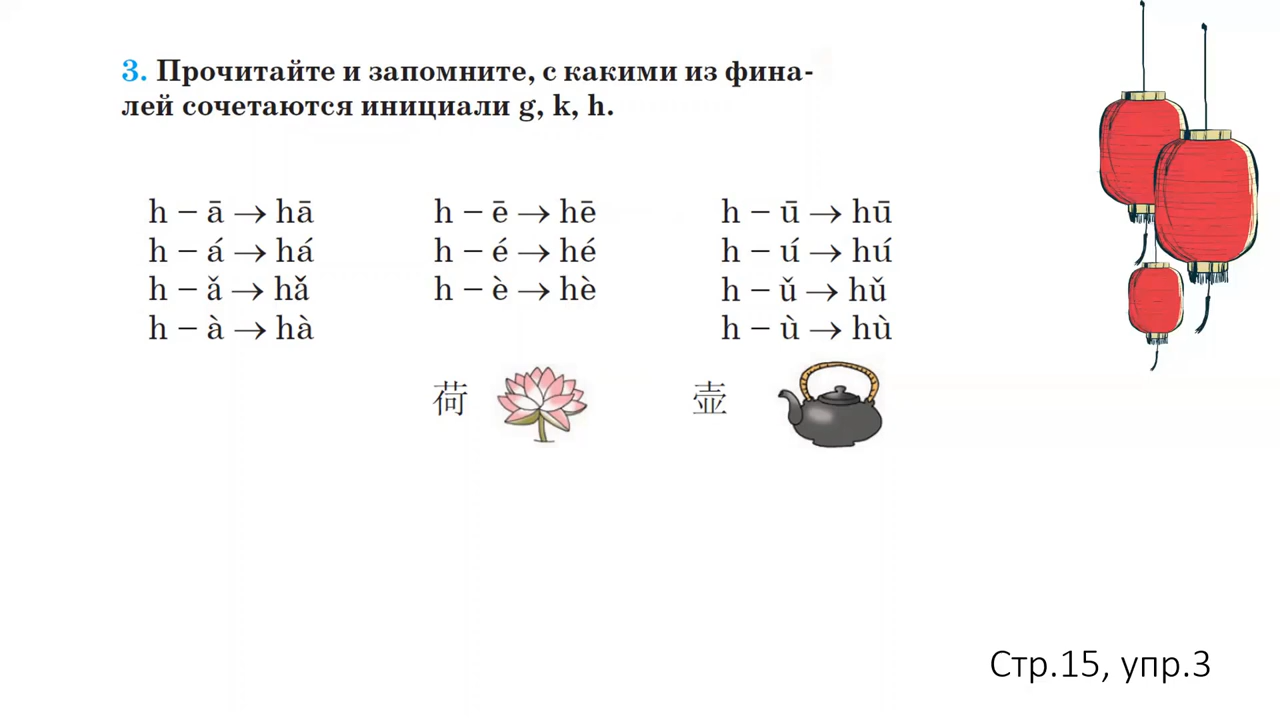 3. Прочитайте и запомните, с какими из фина-
лей сочетаются инициали g, k, h.
h – ā → hā
h – á → há
h – ǎ → hǎ
h – à → hà
h – ē → hē
h – é → hé
h – è → hè
荷
h – ū → hū
h – ú → hú
h – ǔ → hǔ
h – ù → hù
壶
Стр.15, упр.3